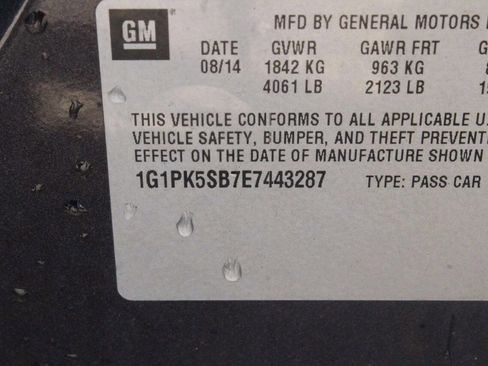 GM
MFD BY GENERAL MOTORS
DATE GVWR GAWR FRT
08/14 1842 KG 963 KG
4061 LB 2123 LB
THIS VEHICLE CONFORMS TO ALL APPLICABLE U.
VEHICLE SAFETY, BUMPER, AND THEFT PREVENTI
EFFECT ON THE DATE OF MANUFACTURE SHOWN
1G1PK5SB7E7443287 TYPE: PASS CAR